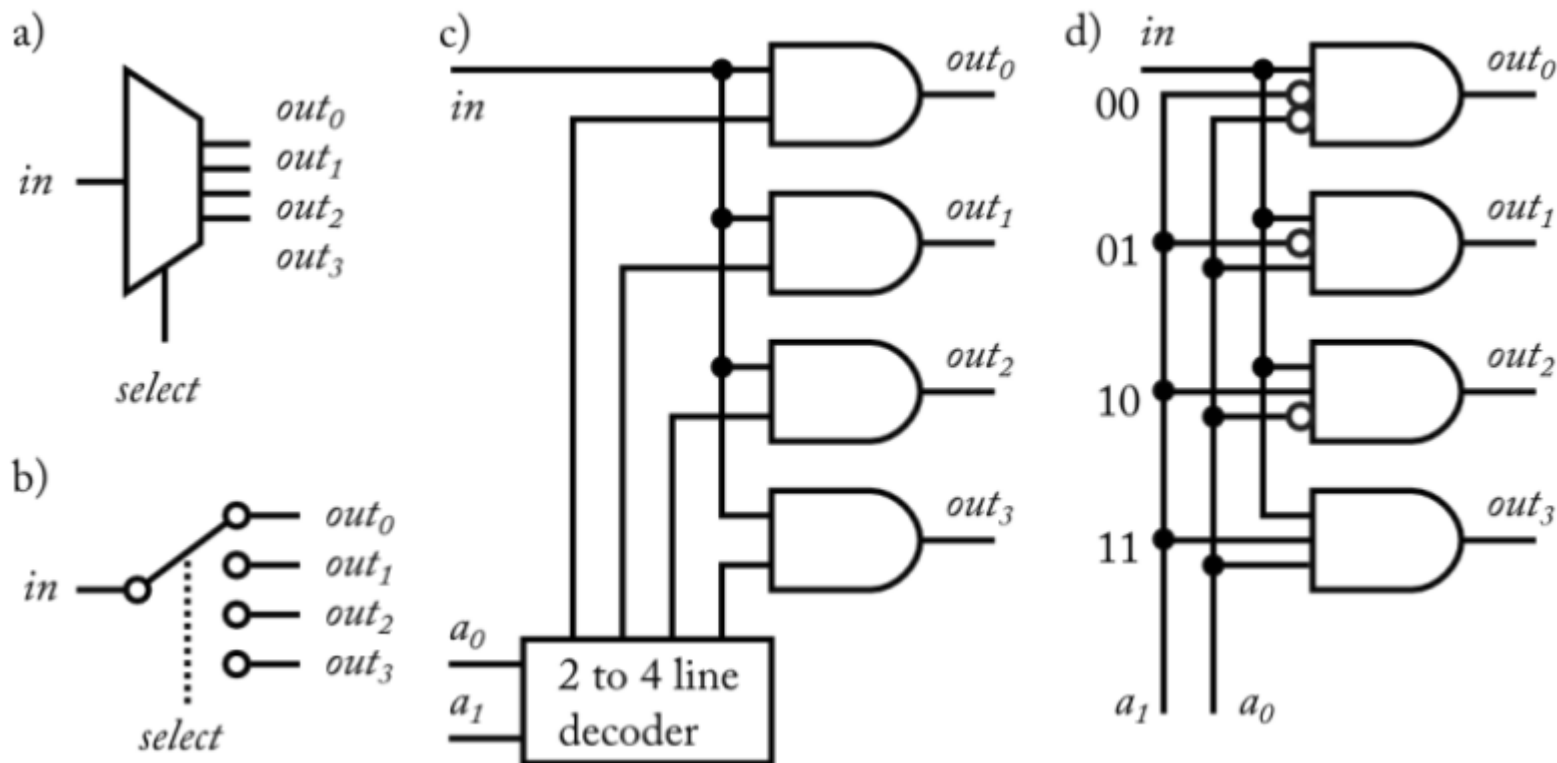 a)
in
out0
out1
out2
out3
select
b)
in
out0
out1
out2
out3
select
c)
in
out0
out1
out2
out3
a0
a1
2 to 4 line
decoder
d)
in
00
01
10
11
out0
out1
out2
out3
a1
a0